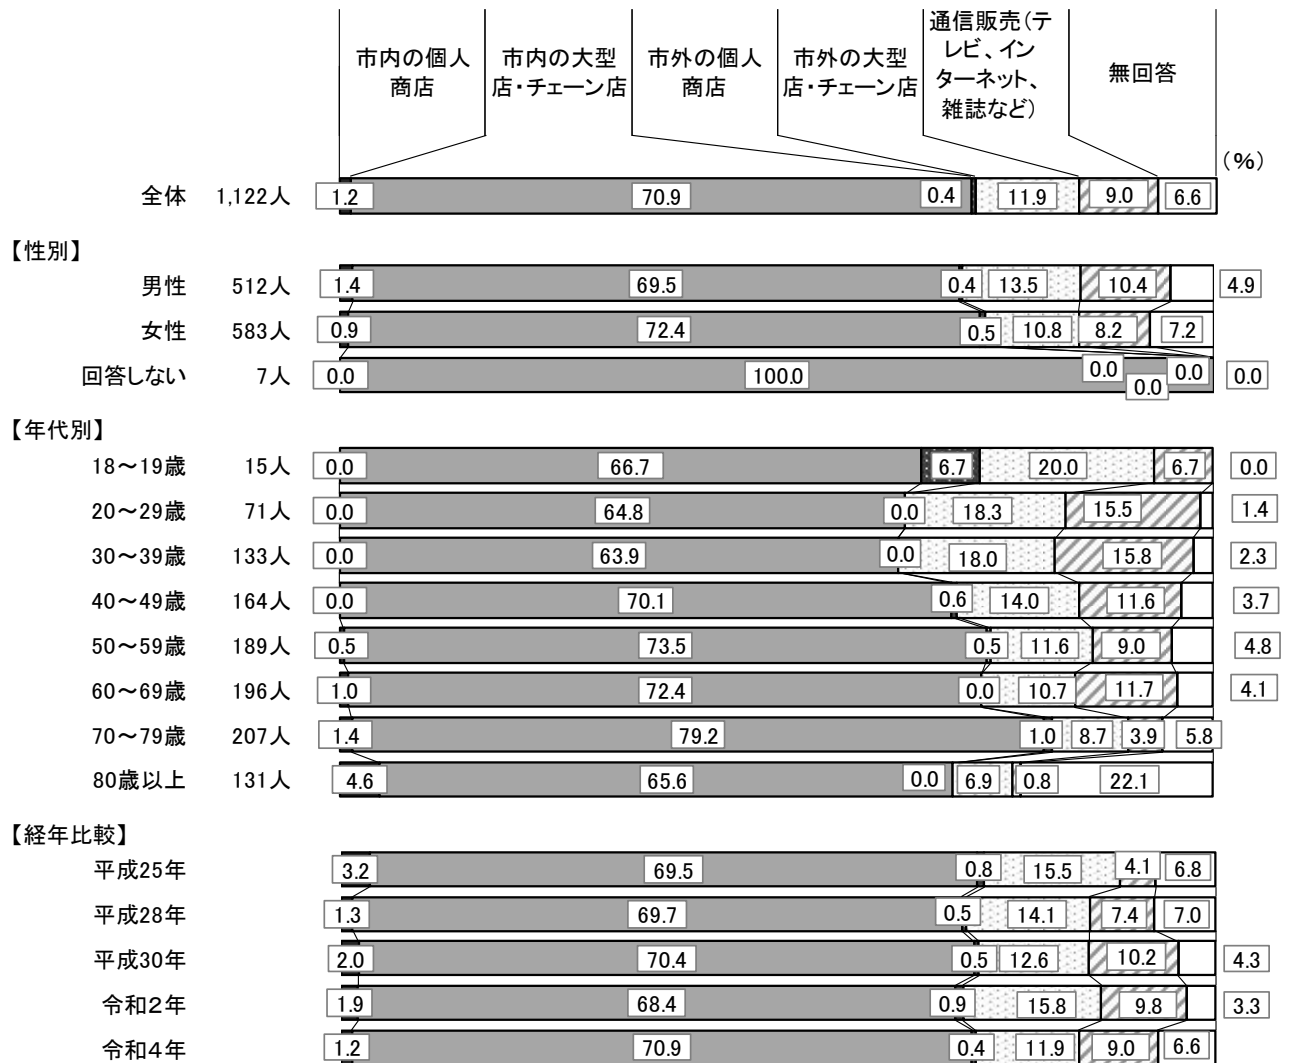 市内の個人
商店
市内の大型
店・チェーン店
市外の個人
商店
市外の大型
店・チェーン店
通信販売(テ
レビ、イン
ターネット、
雑誌など)
無回答
(%)
全体 1,122人 1.2 70.9 0.4 11.9 9.0 6.6
【性別】
男性 512人 1.4 69.5 0.4 13.5 10.4 4.9
女性 583人 0.9 72.4 0.5 10.8 8.2 7.2
回答しない 7人 0.0 100.0 0.0 0.0 0.0 0.0
【年代別】
18～19歳 15人 0.0 66.7 6.7 20.0 6.7 0.0
20～29歳 71人 0.0 64.8 0.0 18.3 15.5 1.4
30～39歳 133人 0.0 63.9 0.0 18.0 15.8 2.3
40～49歳 164人 0.0 70.1 0.6 14.0 11.6 3.7
50～59歳 189人 0.5 73.5 0.5 11.6 9.0 4.8
60～69歳 196人 1.0 72.4 0.0 10.7 11.7 4.1
70～79歳 207人 1.4 79.2 1.0 8.7 3.9 5.8
80歳以上 131人 4.6 65.6 0.0 6.9 0.8 22.1
【経年比較】
平成25年 3.2 69.5 0.8 15.5 4.1 6.8
平成28年 1.3 69.7 0.5 14.1 7.4 7.0
平成30年 2.0 70.4 0.5 12.6 10.2 4.3
令和2年 1.9 68.4 0.9 15.8 9.8 3.3
令和4年 1.2 70.9 0.4 11.9 9.0 6.6